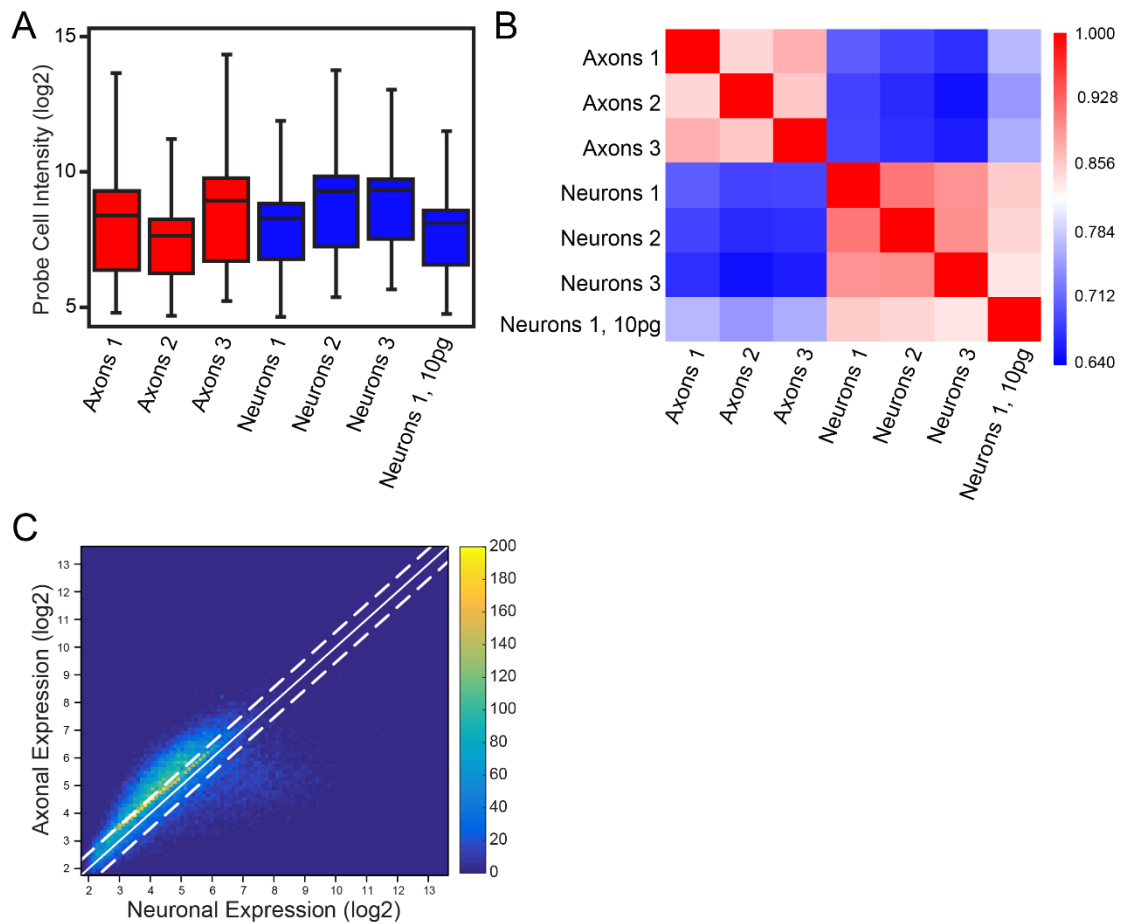 A
Probe Cell Intensity (log2)
15
10
5
Axons 1
Axons 2
Axons 3
Neurons 1
Neurons 2
Neurons 3
Neurons 1, 10pg
B
Axons 1
Axons 2
Axons 3
Neurons 1
Neurons 2
Neurons 3
Neurons 1, 10pg
Axons 1
Axons 2
Axons 3
Neurons 1
Neurons 2
Neurons 3
Neurons 1, 10pg
1.000
0.928
0.856
0.784
0.712
0.640
C
Axonal Expression (log2)
13
12
11
10
9
8
7
6
5
4
3
2
2 3 4 5 6 7 8 9 10 11 12 13
Neuronal Expression (log2)
200
180
160
140
120
100
80
60
40
20
0